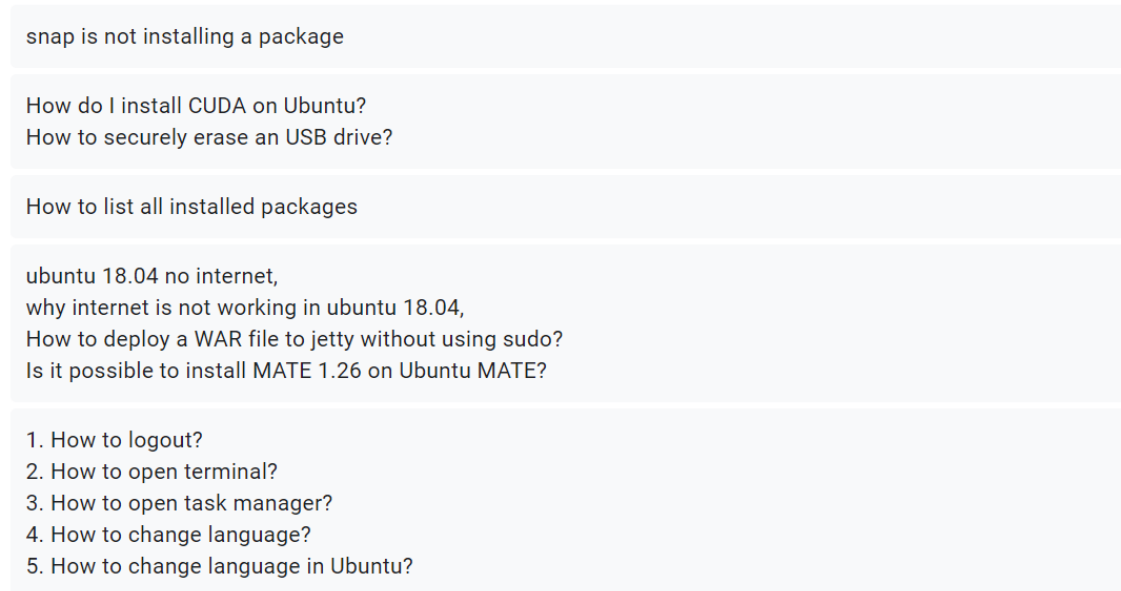 snap is not installing a package
How do I install CUDA on Ubuntu?
How to securely erase an USB drive?
How to list all installed packages
ubuntu 18.04 no internet,
why internet is not working in ubuntu 18.04,
How to deploy a WAR file to jetty without using sudo?
Is it possible to install MATE 1.26 on Ubuntu MATE?
1. How to logout?
2. How to open terminal?
3. How to open task manager?
4. How to change language?
5. How to change language in Ubuntu?